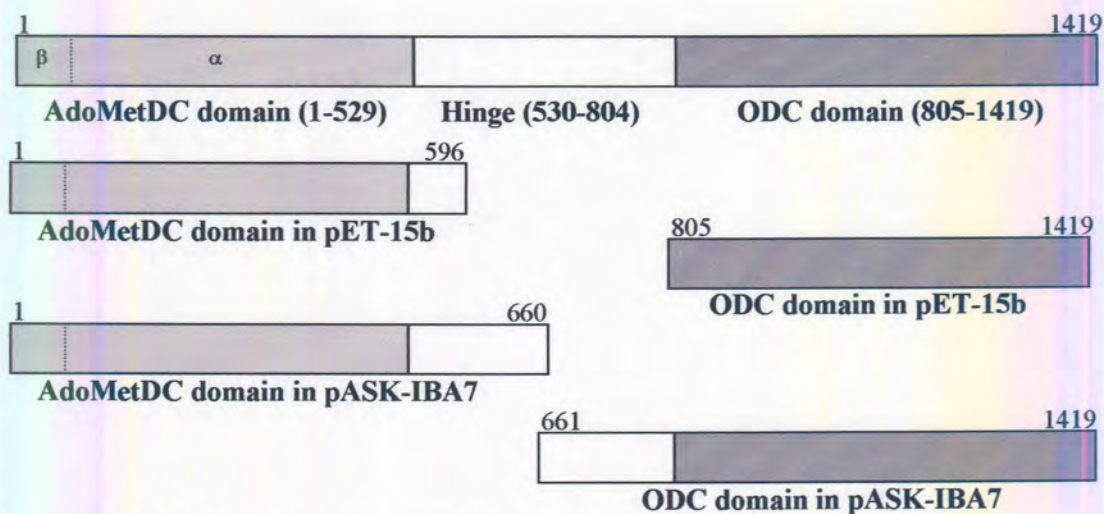 1 1419
β α
AdoMetDC domain (1-529) Hinge (530-804) ODC domain (805-1419)
1 596
AdoMetDC domain in pET-15b
805 1419
ODC domain in pET-15b
1 660
AdoMetDC domain in pASK-IBA7
661 1419
ODC domain in pASK-IBA7